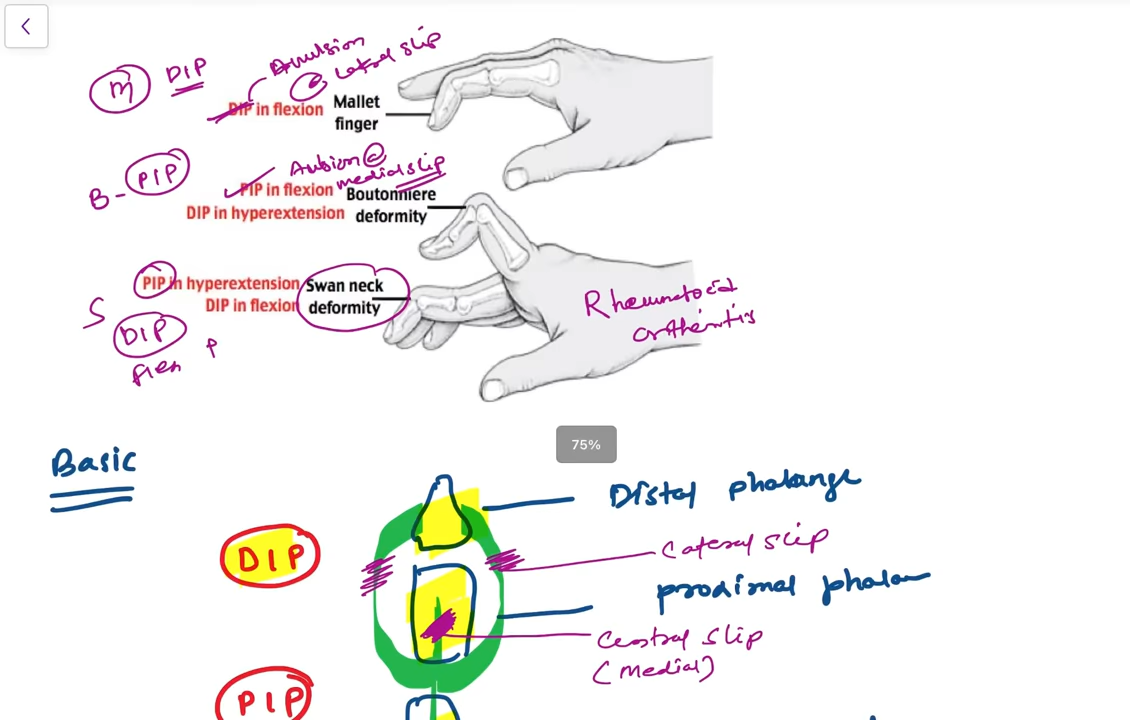 Avulsion
@ Lateral slip
M DIP
DIP in flexion Mallet
finger
Avlsion @
medial slip
B - PIP
PIP in flexion Boutonniere
DIP in hyperextension deformity
PIP in hyperextension Swan neck
DIP in flexion deformity
S
DIP
flen
Rheumatoid
arthritis
75%
Basic
Distal phalange
DIP
Lateral slip
proximal phalan
Central slip
(medial)
PIP